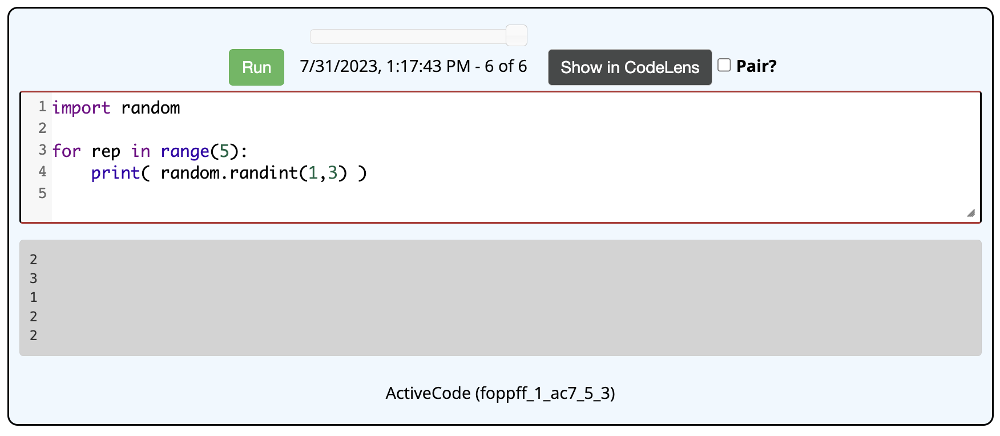 Run 7/31/2023, 1:17:43 PM - 6 of 6 Show in CodeLens Pair?
1 import random
2
3 for rep in range(5):
4     print( random.randint(1,3) )
5
2
3
1
2
2
ActiveCode (foppff_1_ac7_5_3)